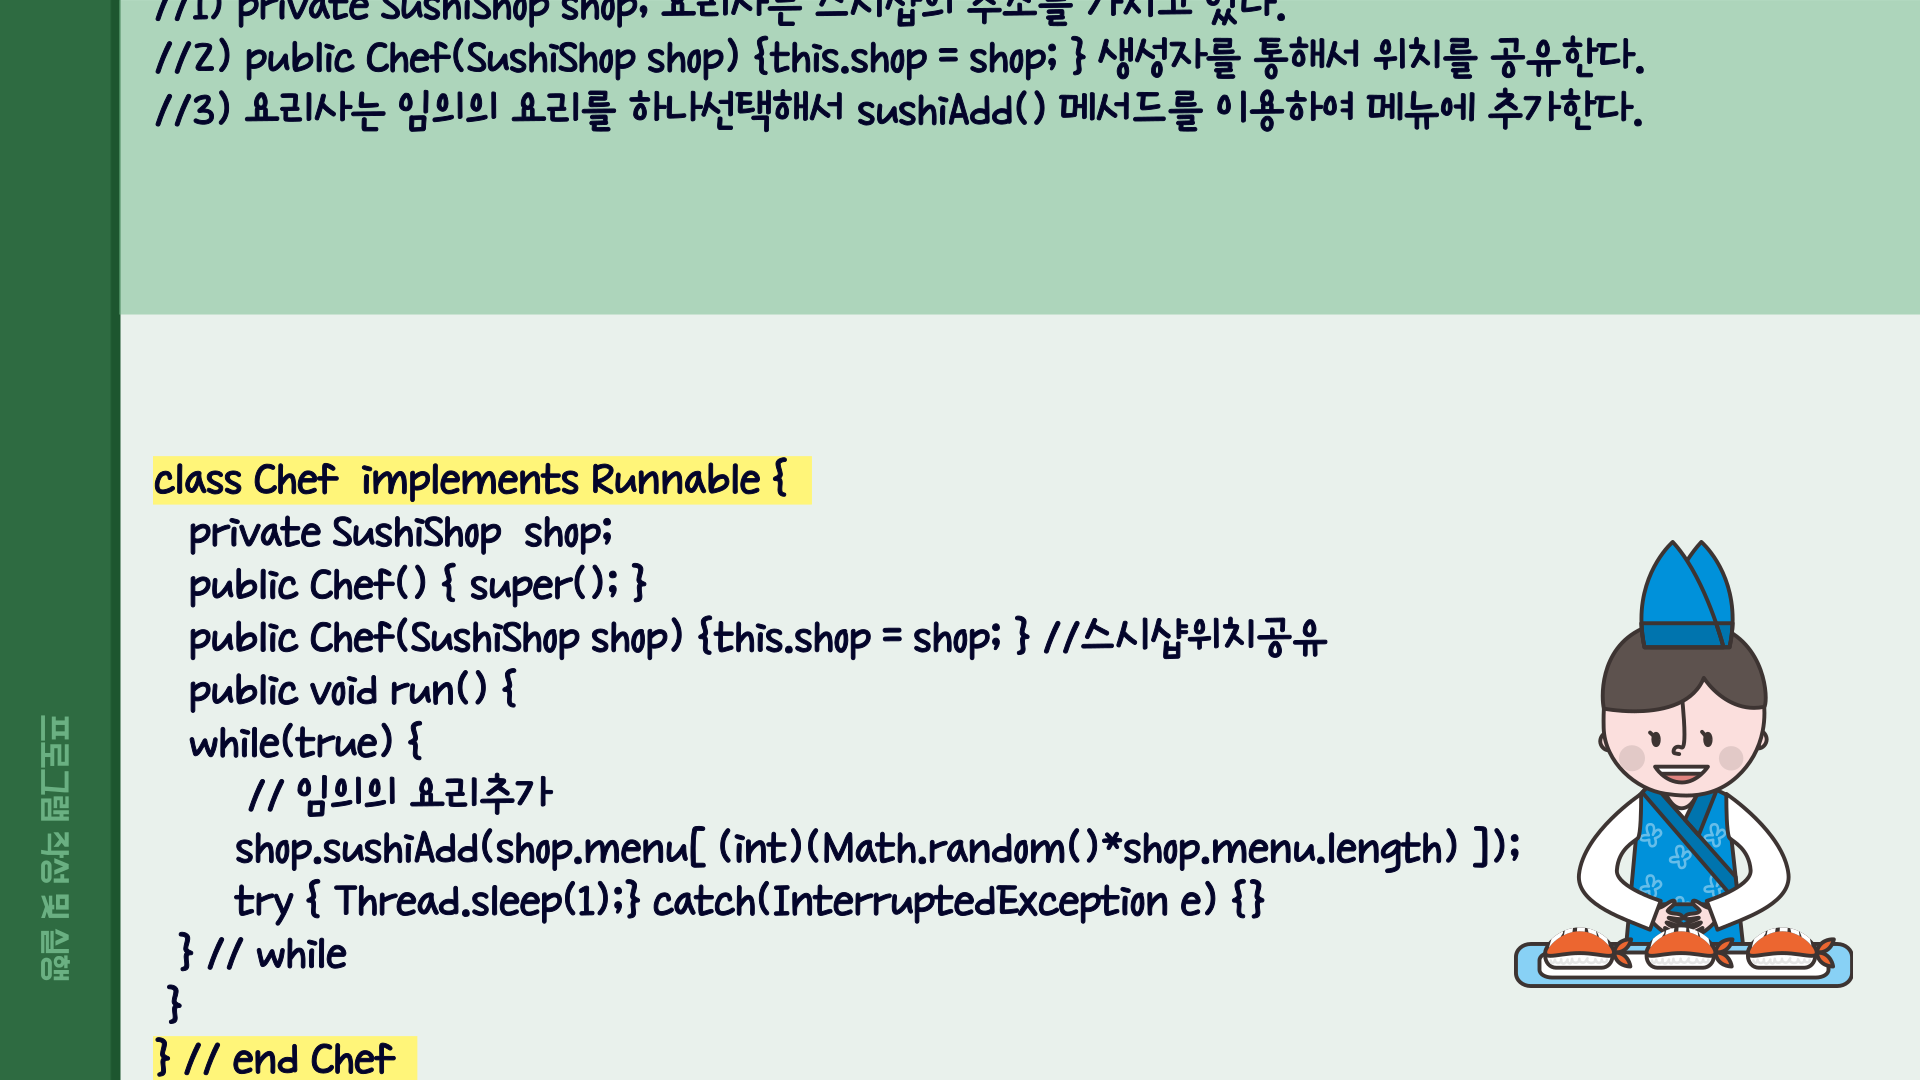 //1) private SushiShop shop; 요리사는 스시샵의 주소를 가지고 있다.
//2) public Chef(SushiShop shop) {this.shop = shop; } 생성자를 통해서 위치를 공유한다.
//3) 요리사는 임의의 요리를 하나선택해서 sushiAdd() 메서드를 이용하여 메뉴에 추가한다.
class Chef  implements Runnable {
private SushiShop  shop;
public Chef() { super(); }
public Chef(SushiShop shop) {this.shop = shop; } //스시샵위치공유
public void run() {
while(true) {
// 임의의 요리추가
shop.sushiAdd(shop.menu[ (int)(Math.random()*shop.menu.length) ]);
try { Thread.sleep(1);} catch(InterruptedException e) {}
} // while
}
} // end Chef
프로그램 작성 및 실행